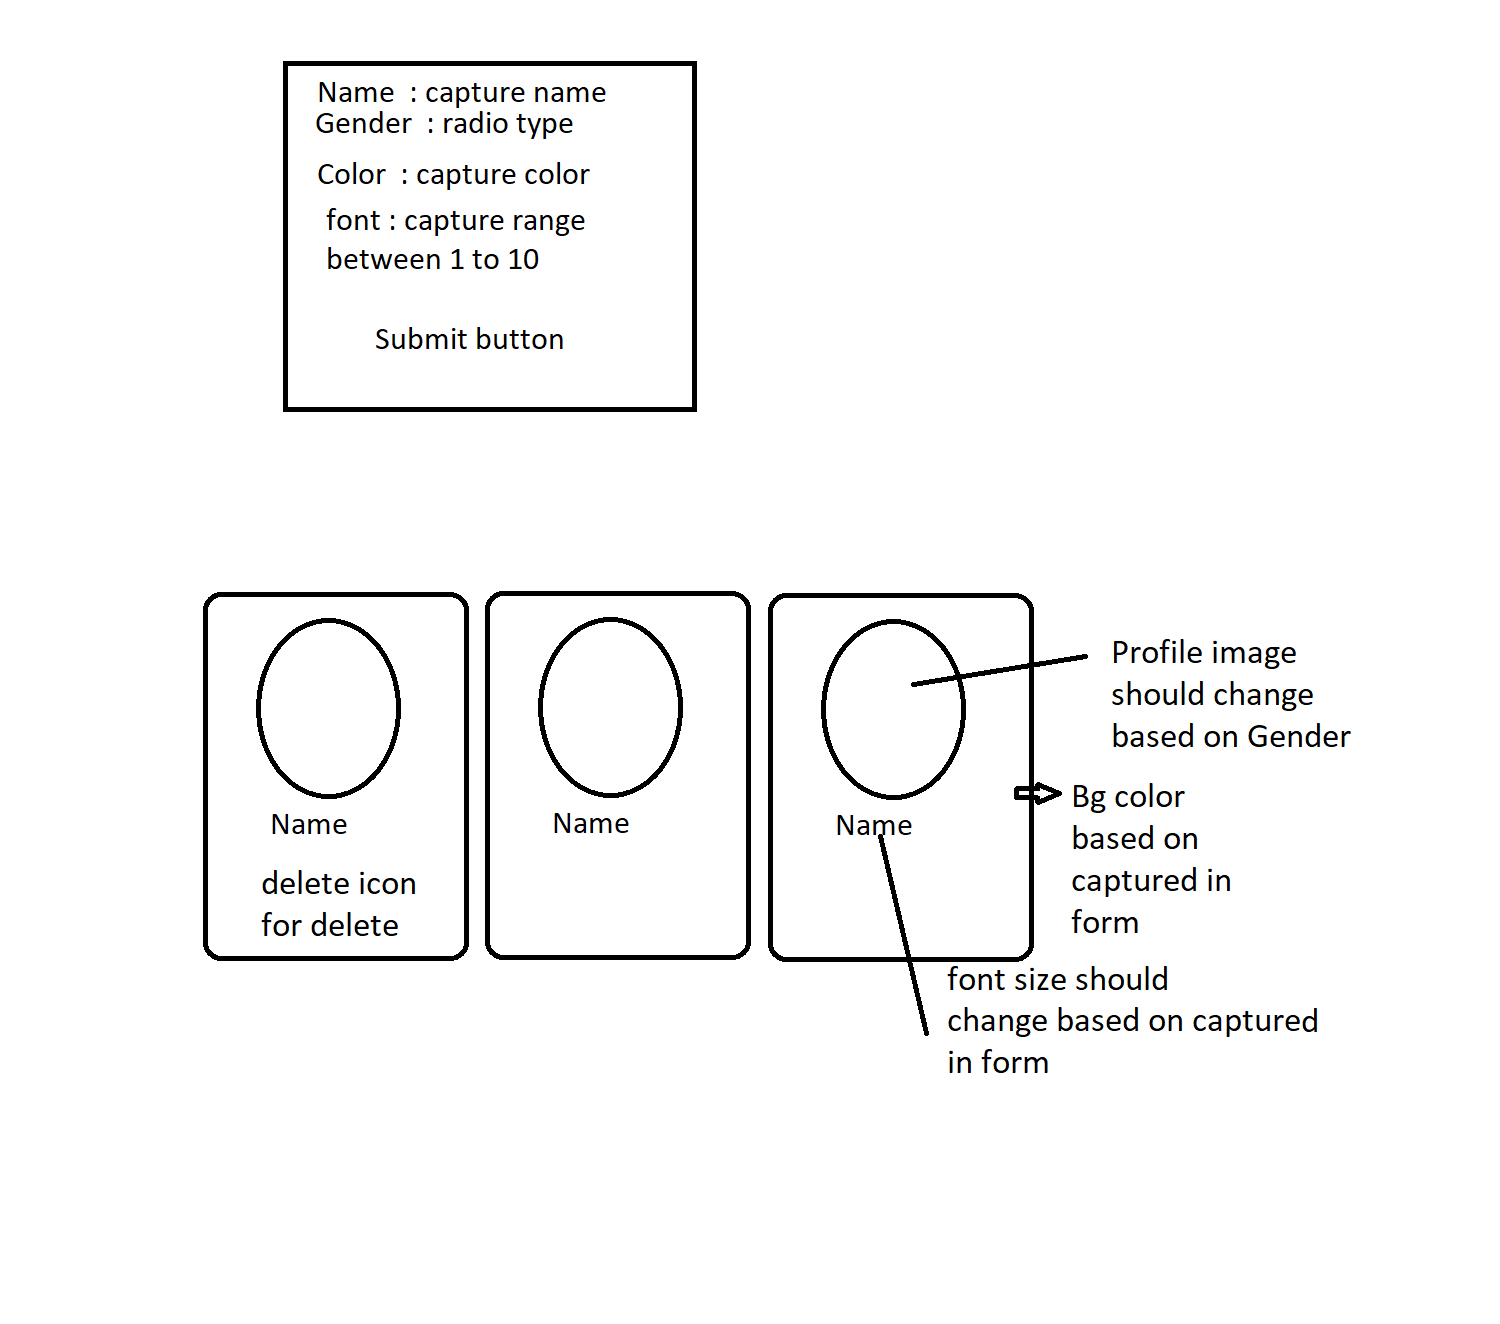 Name  : capture name
Gender  : radio type
Color  : capture color
font : capture range
between 1 to 10
Submit button
Name
delete icon
for delete
Name
Name
Profile image
should change
based on Gender
Bg color
based on
captured in
form
font size should
change based on captured
in form